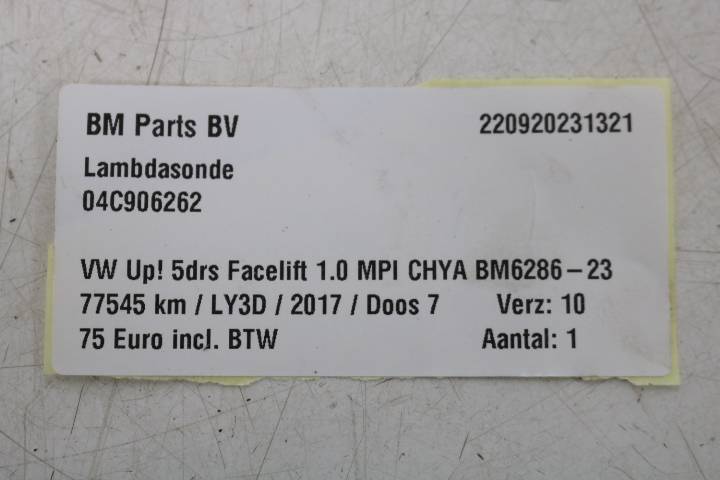 BM Parts BV 220920231321
Lambdasonde
04C906262
VW Up! 5drs Facelift 1.0 MPI CHYA BM6286-23
77545 km / LY3D / 2017 / Doos 7 Verz: 10
75 Euro incl. BTW Aantal: 1